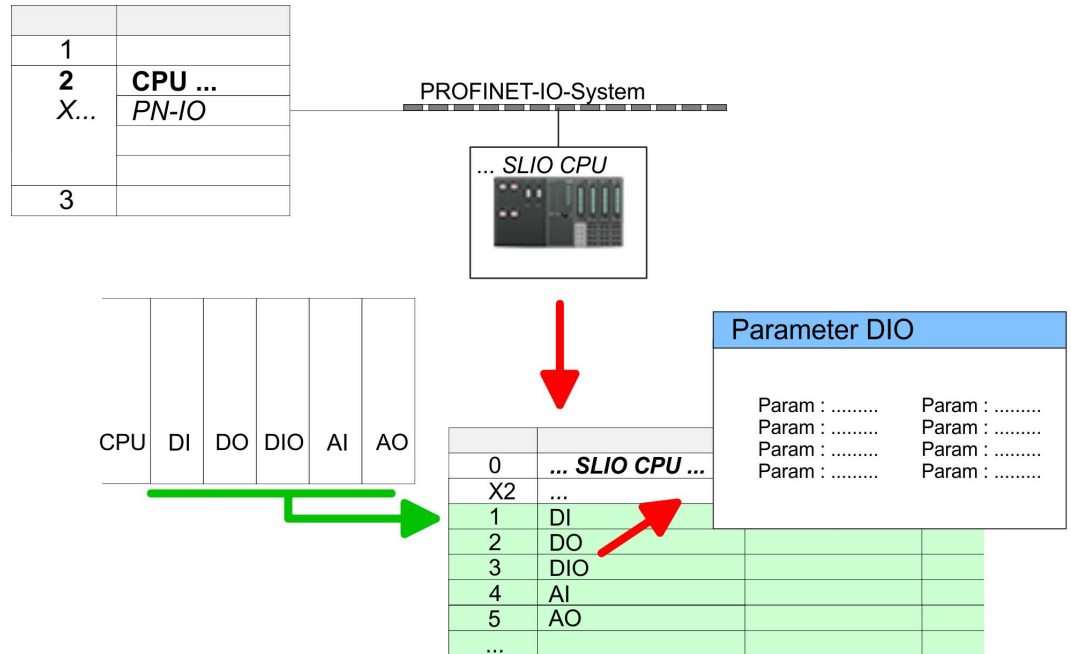 1
2 CPU ...
X... PN-IO
3
PROFINET-IO-System
... SLIO CPU
CPU DI DO DIO AI AO
Parameter DIO
Param : ......... Param : .........
Param : ......... Param : .........
Param : ......... Param : .........
Param : ......... Param : .........
0 ... SLIO CPU ...
X2 ...
1 DI
2 DO
3 DIO
4 AI
5 AO
...